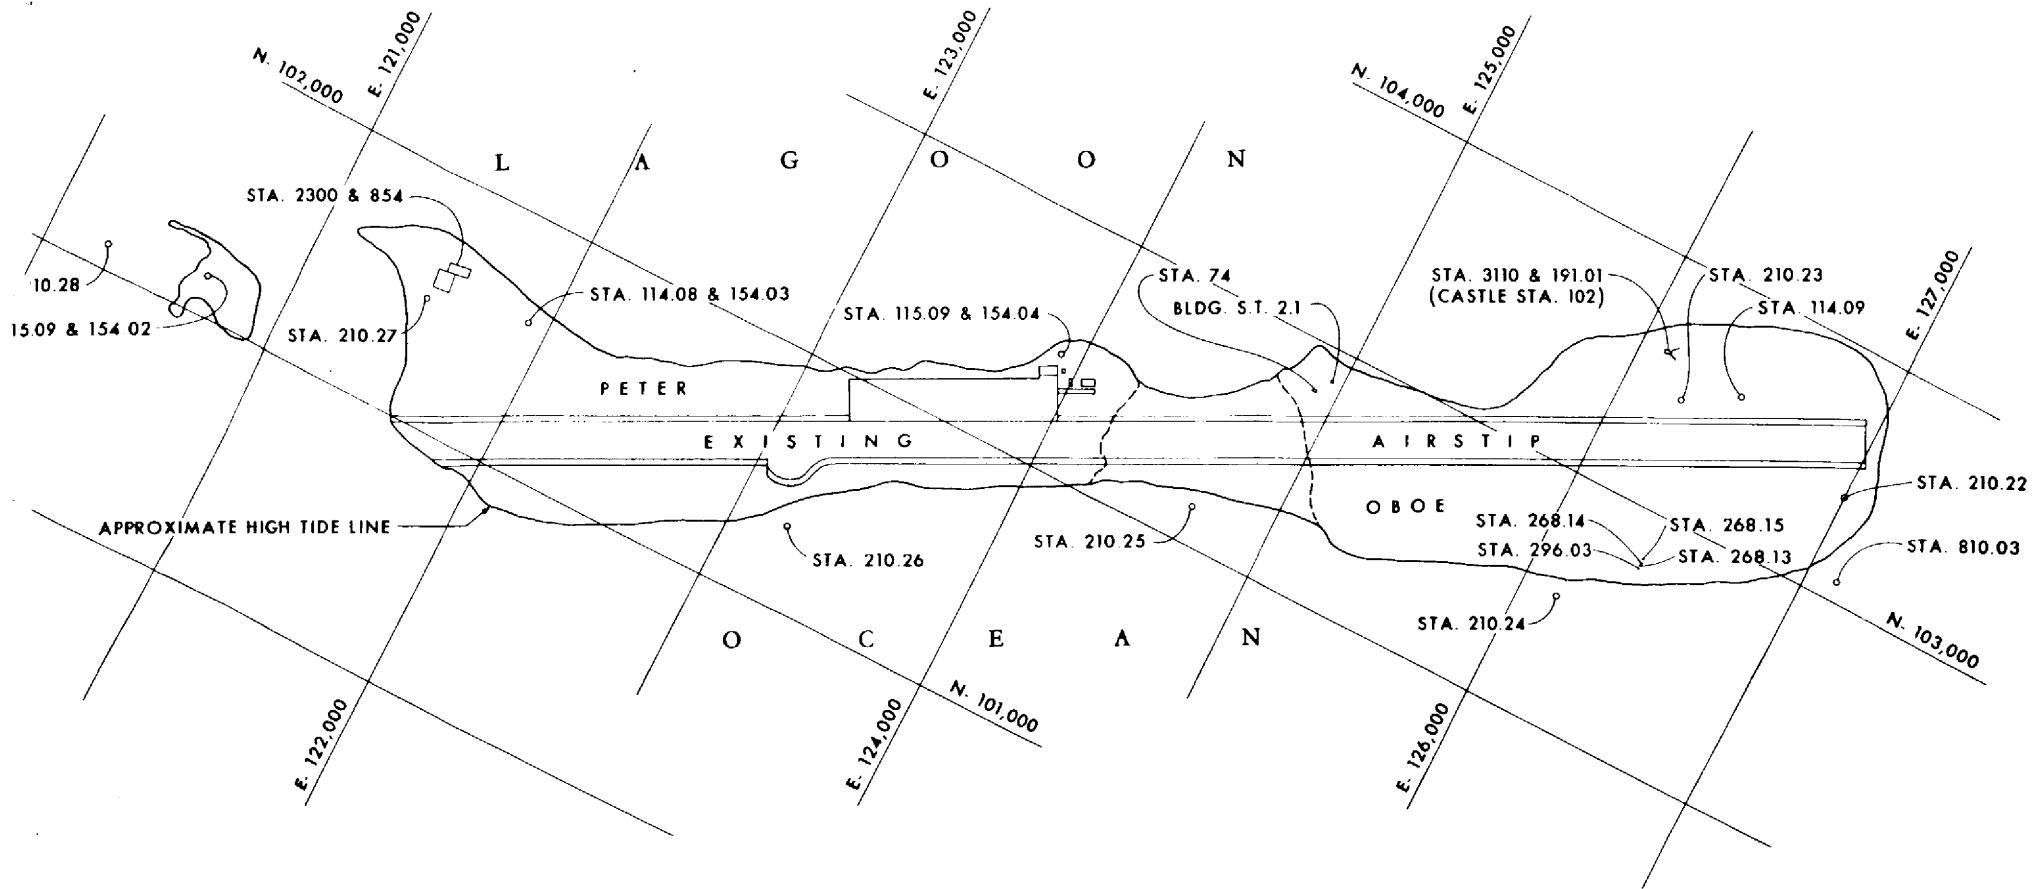 E- 121,000
E- 123,000
E- 125,000
N- 102,000
N- 104,000
L A G O O N
STA. 2300 & 854
10.28
15.09 & 154 02
STA. 210.27
STA. 114.08 & 154.03
STA. 115.09 & 154.04
STA. 74
BLDG. S.T. 2.1
STA. 3110 & 191.01
(CASTLE STA. 102)
STA. 210.23
STA. 114.09
E- 127,000
PETER
EXISTING AIRSTIP
OBOE
STA. 210.22
APPROXIMATE HIGH TIDE LINE
STA. 210.26
STA. 210.25
STA. 268.14
STA. 268.15
STA. 296.03
STA. 268.13
STA. 810.03
STA. 210.24
O C E A N
N- 103,000
N- 101,000
E- 122,000
E- 124,000
E- 126,000